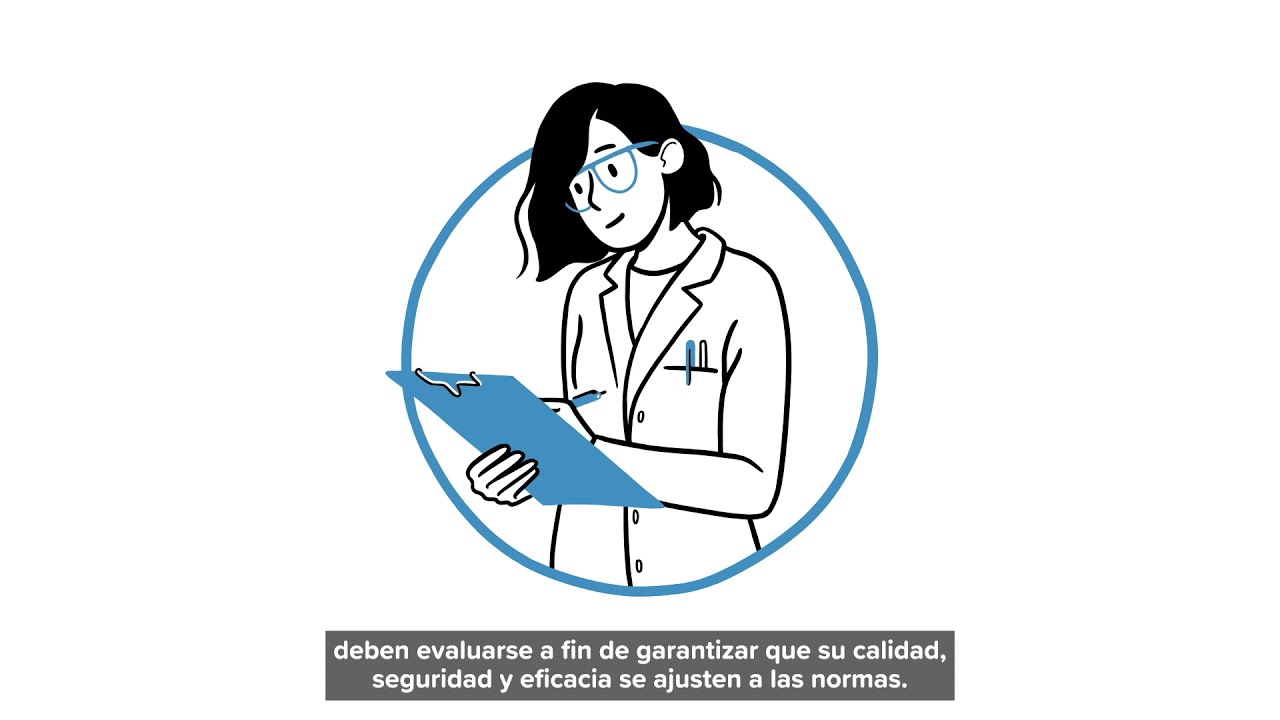 deben evaluarse a fin de garantizar que su calidad,
seguridad y eficacia se ajusten a las normas.